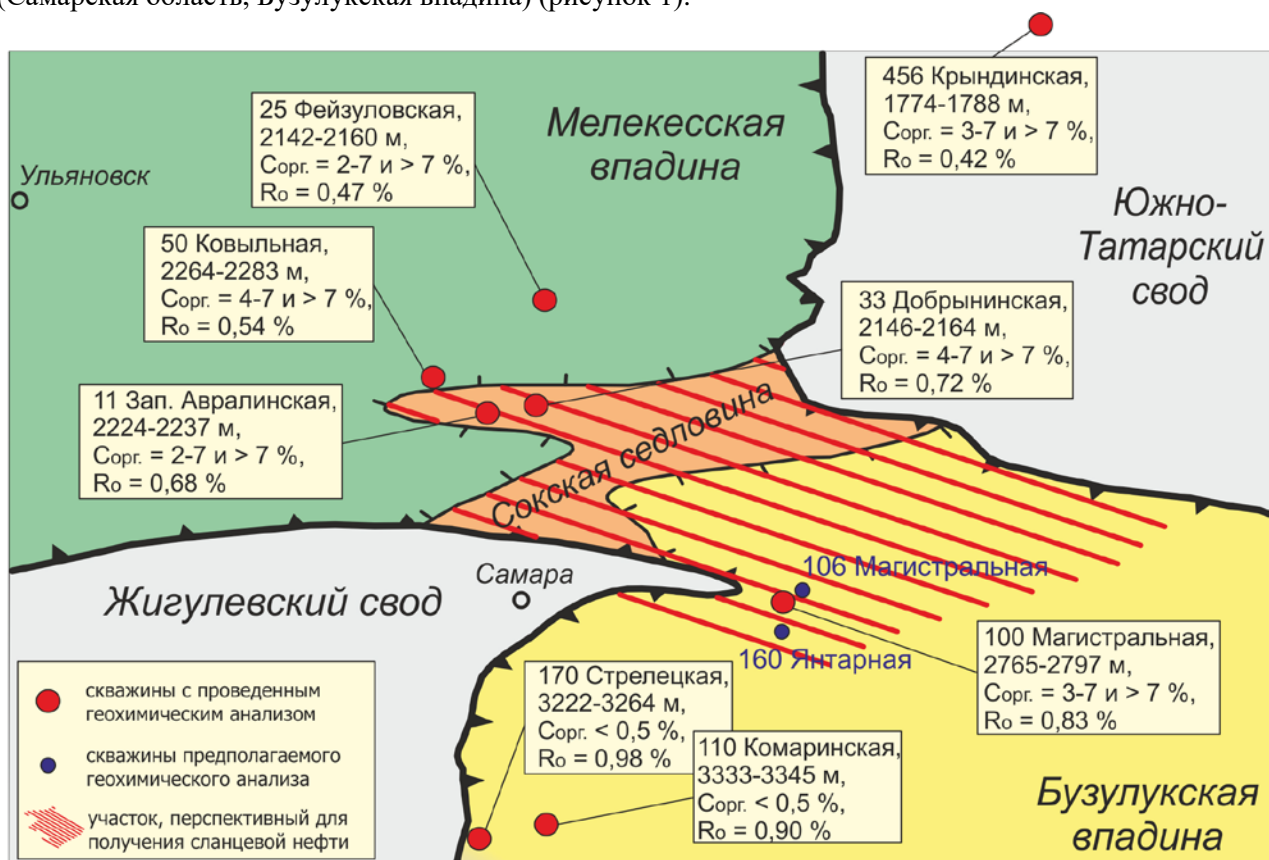 (Самарская область, Бузулукская впадина) (рисунок 1).
456 Крындинская,
1774-1788 м,
Сорг. = 3-7 и > 7 %,
Ro = 0,42 %
25 Фейзуловская,
2142-2160 м,
Сорг. = 2-7 и > 7 %,
Ro = 0,47 %
Мелекесская
впадина
Ульяновск
Южно-
Татарский
свод
50 Ковыльная,
2264-2283 м,
Сорг. = 4-7 и > 7 %,
Ro = 0,54 %
33 Добрынинская,
2146-2164 м,
Сорг. = 4-7 и > 7 %,
Ro = 0,72 %
11 Зап. Авралинская,
2224-2237 м,
Сорг. = 2-7 и > 7 %,
Ro = 0,68 %
Сокская седловина
Самара
106 Магистральная
Жигулевский свод
160 Янтарная
100 Магистральная,
2765-2797 м,
Сорг. = 3-7 и > 7 %,
Ro = 0,83 %
170 Стрелецкая,
3222-3264 м,
Сорг. < 0,5 %,
Ro = 0,98 %
110 Комаринская,
3333-3345 м,
Сорг. < 0,5 %,
Ro = 0,90 %
Бузулукская
впадина
скважины с проведенным
геохимическим анализом
скважины предполагаемого
геохимического анализа
участок, перспективный для
получения сланцевой нефти